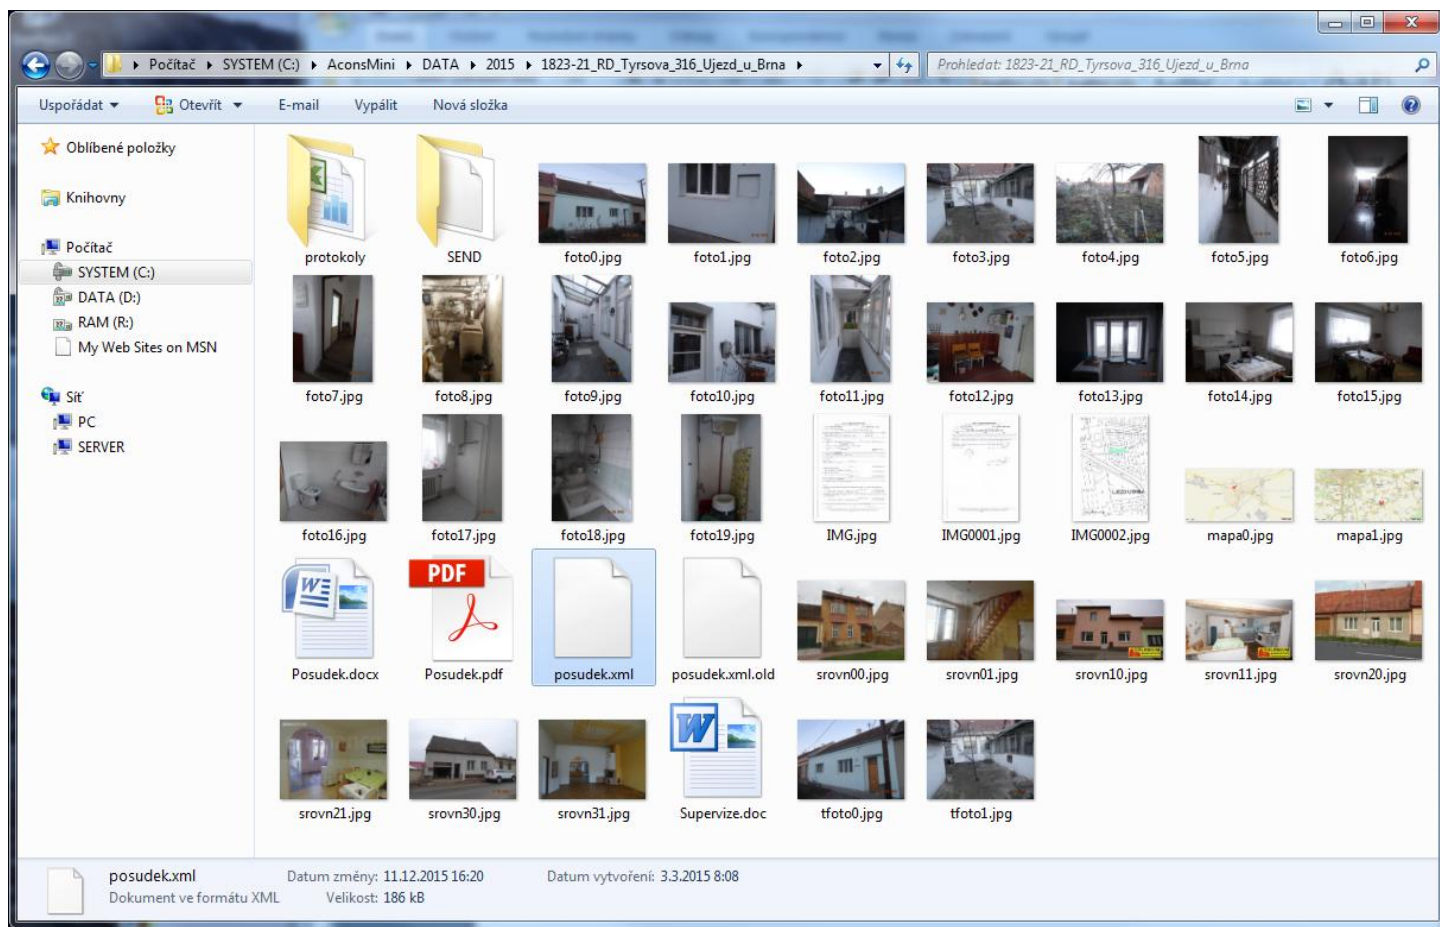 Počítač ▸ SYSTEM (C:) ▸ AconsMini ▸ DATA ▸ 2015 ▸ 1823-21_RD_Tyrsova_316_Ujezd_u_Brna ▸
Prohledat: 1823-21_RD_Tyrsova_316_Ujezd_u_Brna
Uspořádat Otevřít E-mail Vypálit Nová složka
Oblíbené položky
Knihovny
Počítač
SYSTEM (C:)
DATA (D:)
RAM (R:)
My Web Sites on MSN
Síť
PC
SERVER
protokoly SEND foto0.jpg foto1.jpg foto2.jpg foto3.jpg foto4.jpg foto5.jpg foto6.jpg
foto7.jpg foto8.jpg foto9.jpg foto10.jpg foto11.jpg foto12.jpg foto13.jpg foto14.jpg foto15.jpg
foto16.jpg foto17.jpg foto18.jpg foto19.jpg IMG.jpg IMG0001.jpg IMG0002.jpg mapa0.jpg mapa1.jpg
PDF
Posudek.docx Posudek.pdf posudek.xml posudek.xml.old srovn00.jpg srovn01.jpg srovn10.jpg srovn11.jpg srovn20.jpg
srovn21.jpg srovn30.jpg srovn31.jpg Supervize.doc tfoto0.jpg tfoto1.jpg
posudek.xml Datum změny: 11.12.2015 16:20 Datum vytvoření: 3.3.2015 8:08
Dokument ve formátu XML Velikost: 186 kB